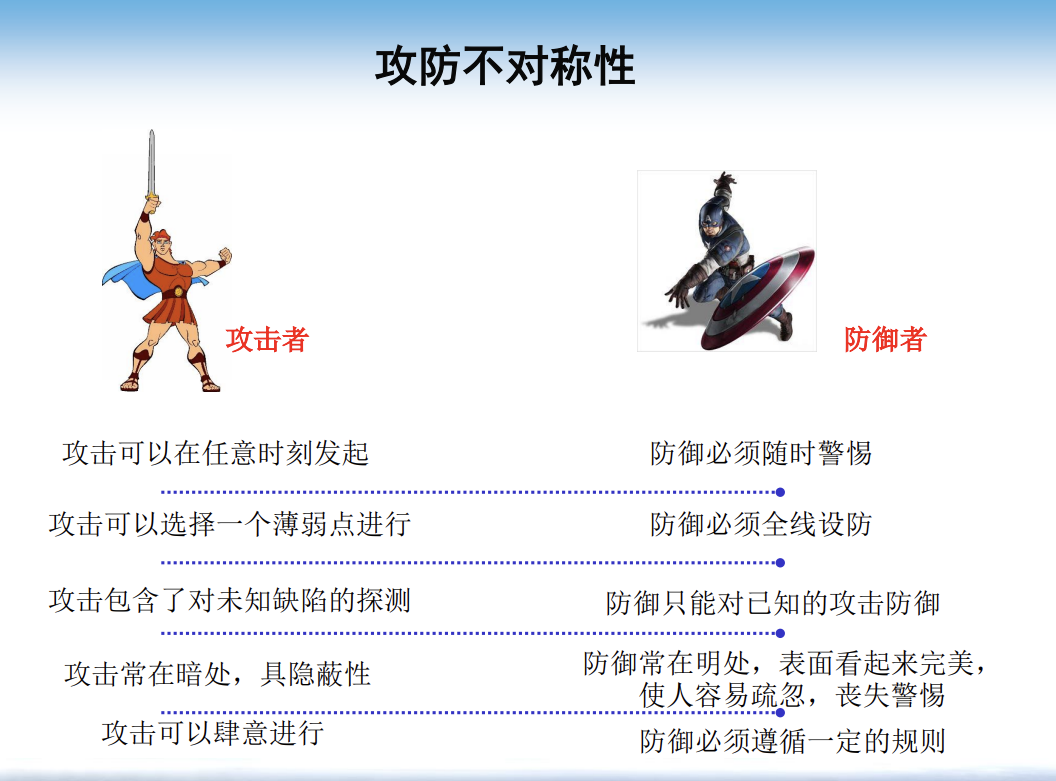 攻防不对称性
攻击者
防御者
攻击可以在任意时刻发起
防御必须随时警惕
攻击可以选择一个薄弱点进行
防御必须全线设防
攻击包含了对未知缺陷的探测
防御只能对已知的攻击防御
攻击常在暗处，具隐蔽性
防御常在明处，表面看起来完美，
使人容易疏忽，丧失警惕
攻击可以肆意进行
防御必须遵循一定的规则